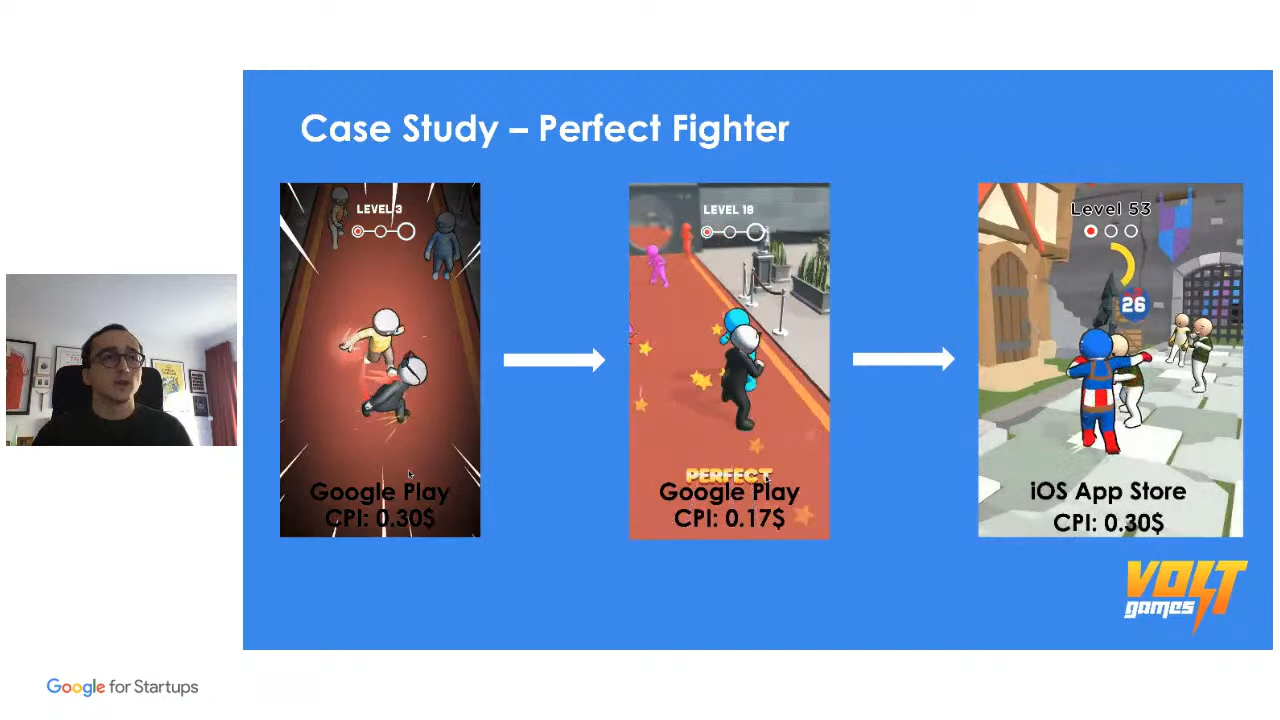 Case Study – Perfect Fighter
LEVEL 3
LEVEL 18
Level 53
26
PERFECT
Google Play
CPI: 0.30$
Google Play
CPI: 0.17$
iOS App Store
CPI: 0.30$
VOLT
games
Google for Startups